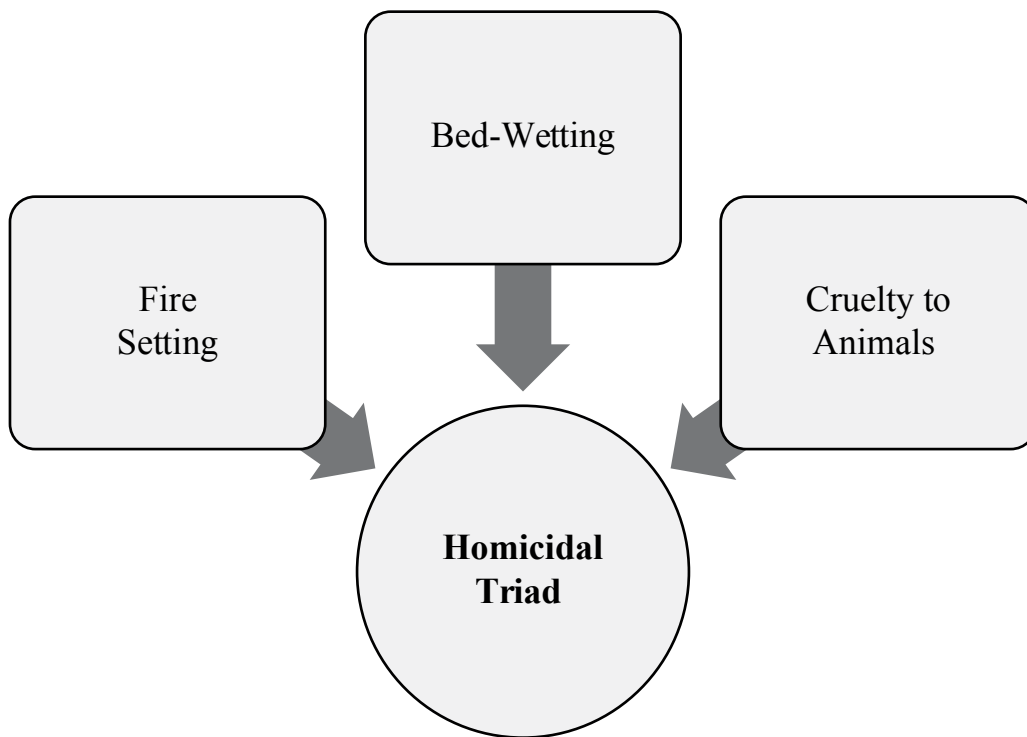 Bed-Wetting
Fire
Setting
Cruelty to
Animals
Homicidal
Triad